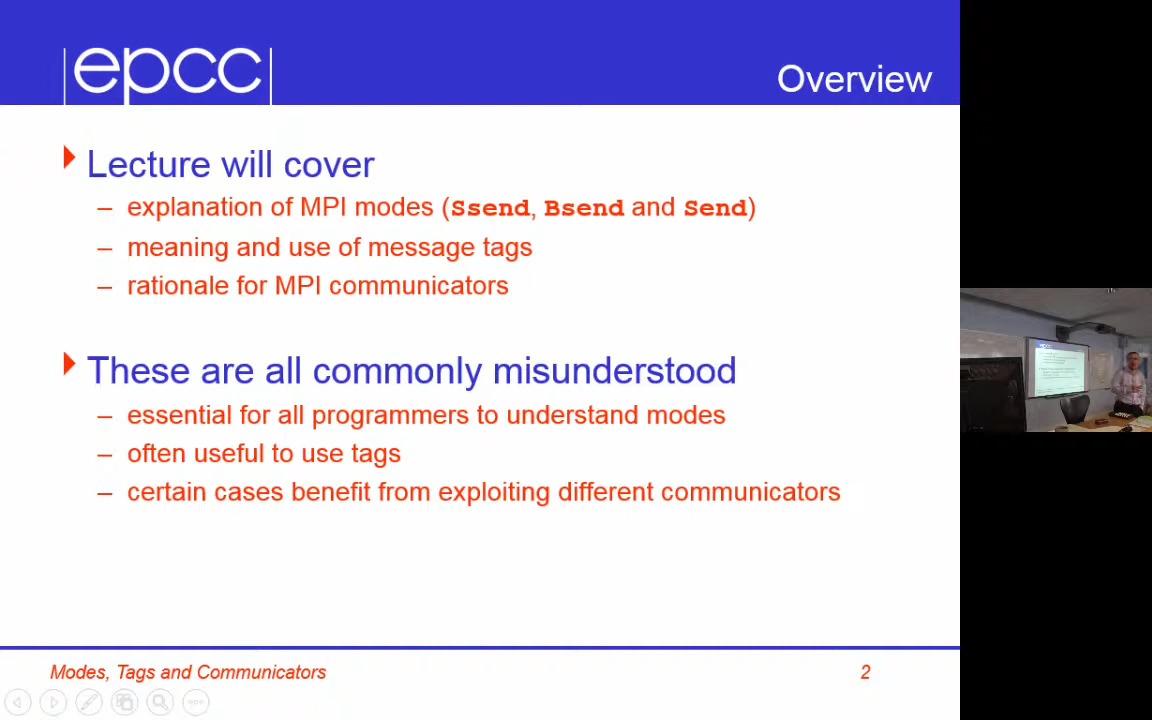 epcc
Overview
Lecture will cover
– explanation of MPI modes (Ssend, Bsend and Send)
– meaning and use of message tags
– rationale for MPI communicators
These are all commonly misunderstood
– essential for all programmers to understand modes
– often useful to use tags
– certain cases benefit from exploiting different communicators
Modes, Tags and Communicators
2
epcc